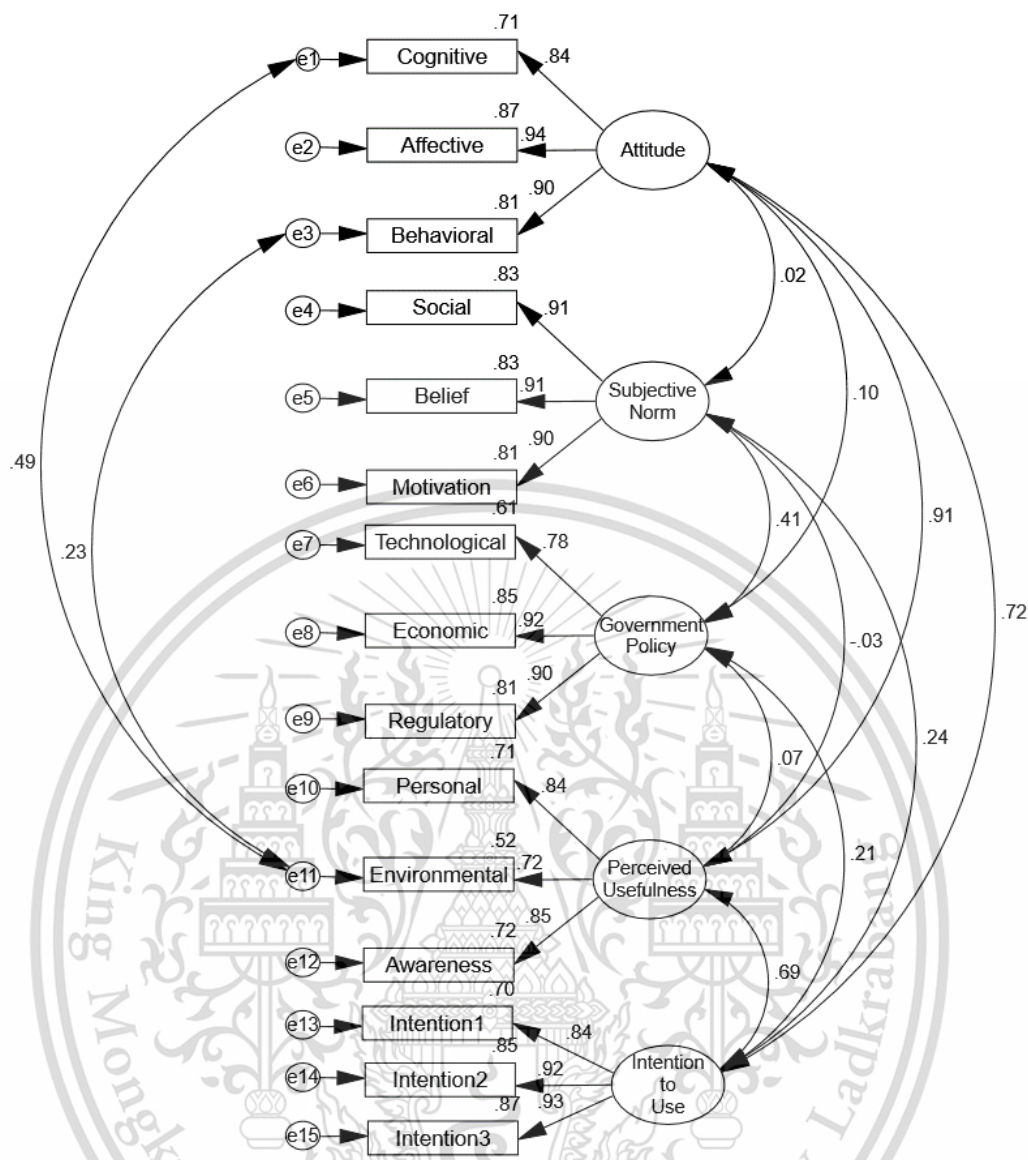 .71
e1
Cognitive
.84
.87
e2
Affective
.94
Attitude
.90
.81
e3
Behavioral
.83
.02
e4
Social
.91
.83
e5
Belief
.91
Subjective
Norm
.10
.90
.81
.49
e6
Motivation
.61
.41
.91
.23
e7
Technological
.78
.85
.72
e8
Economic
.92
Government
Policy
-.03
.90
.81
e9
Regulatory
.24
.71
.07
e10
Personal
.84
.52
.21
e11
Environmental
.72
Perceived
Usefulness
.85
.72
e12
Awareness
.69
.70
e13
Intention1
.84
.85
e14
Intention2
.92
Intention
to
Use
.87
.93
e15
Intention3
King Mongk
Ladkrabang